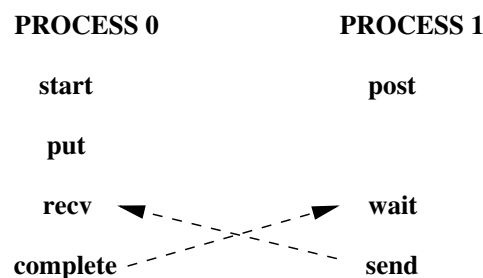 PROCESS 0 PROCESS 1
start post
put
recv wait
complete send